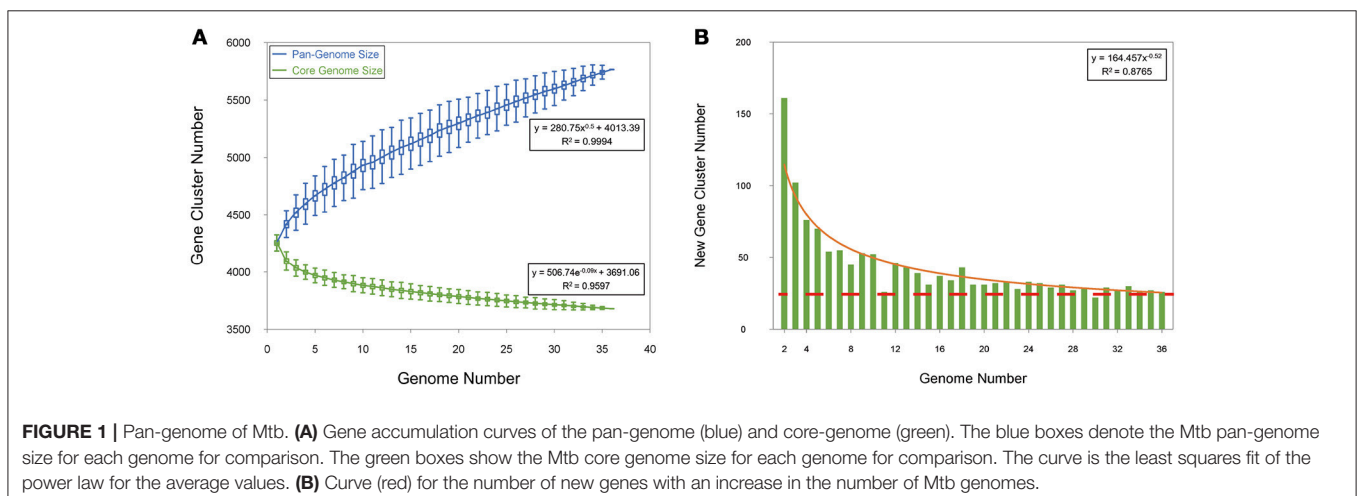 A
Pan-Genome Size
Core Genome Size
Gene Cluster Number
6000
5500
5000
4500
4000
3500
y = 280.75x^0.5 + 4013.39
R² = 0.9994
y = 506.74e^-0.09x + 3691.06
R² = 0.9597
0 5 10 15 20 25 30 35 40
Genome Number
B
New Gene Cluster Number
200
150
100
50
0
y = 164.457x^-0.52
R² = 0.8765
2 4 8 12 16 20 24 28 32 36
Genome Number
FIGURE 1 | Pan-genome of Mtb. (A) Gene accumulation curves of the pan-genome (blue) and core-genome (green). The blue boxes denote the Mtb pan-genome
size for each genome for comparison. The green boxes show the Mtb core genome size for each genome for comparison. The curve is the least squares fit of the
power law for the average values. (B) Curve (red) for the number of new genes with an increase in the number of Mtb genomes.